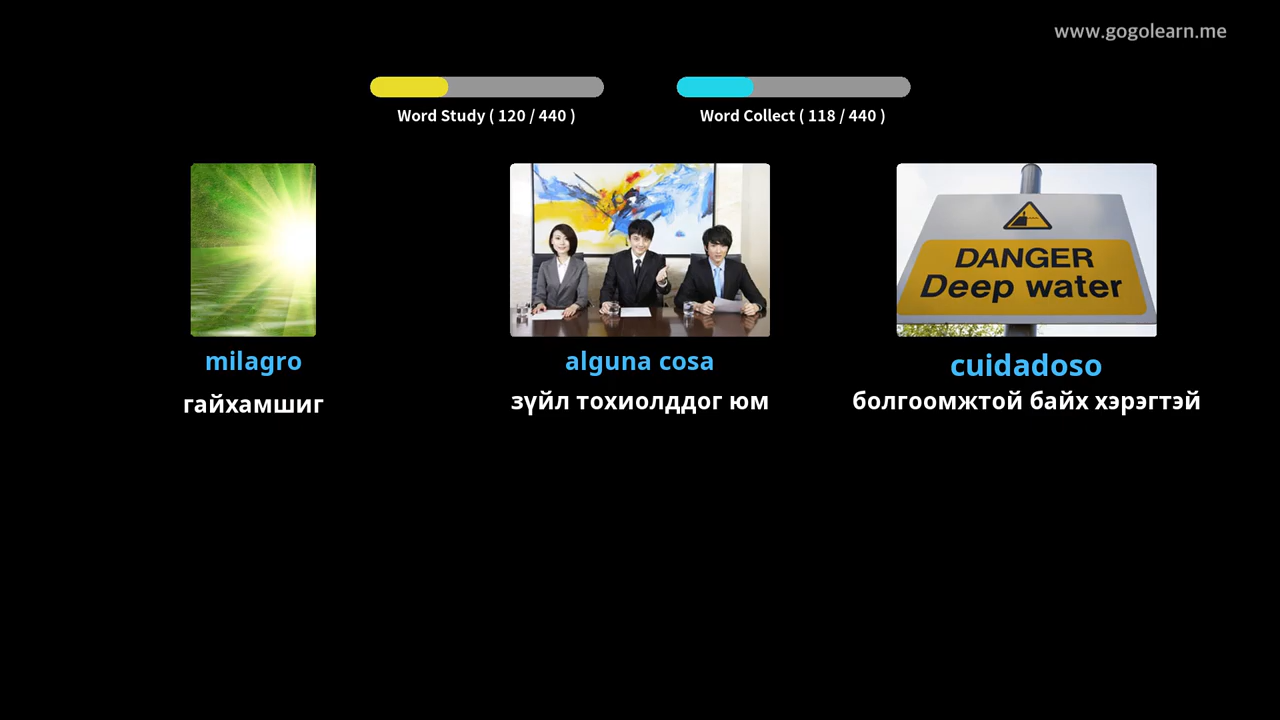 www.gogolearn.me
Word Study ( 120 / 440 )
Word Collect ( 118 / 440 )
DANGER
Deep water
milagro
alguna cosa
cuidadoso
гайхамшиг
зүйл тохиолддог юм
болгоомжтой байх хэрэгтэй